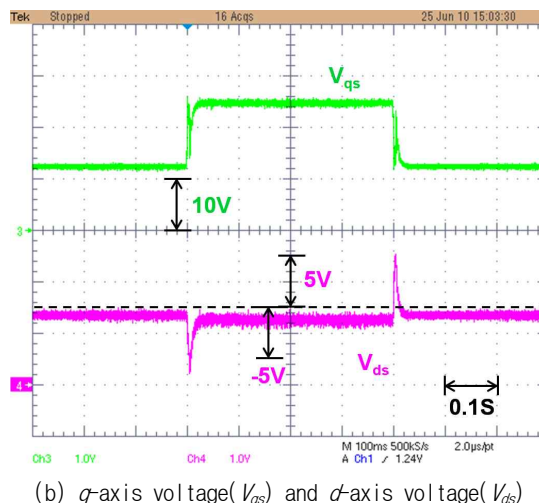 Tek Stopped 16 Acqs 25 Jun 10 15:03:30
Vqs
10V
3
5V
-5V
Vds
4
0.1S
M 100ms 500kS/s 2.0µs/pt
Ch3 1.0V Ch4 1.0V A Ch1 ∕ 1.24V
(b) q-axis voltage(Vqs) and d-axis voltage(Vds)